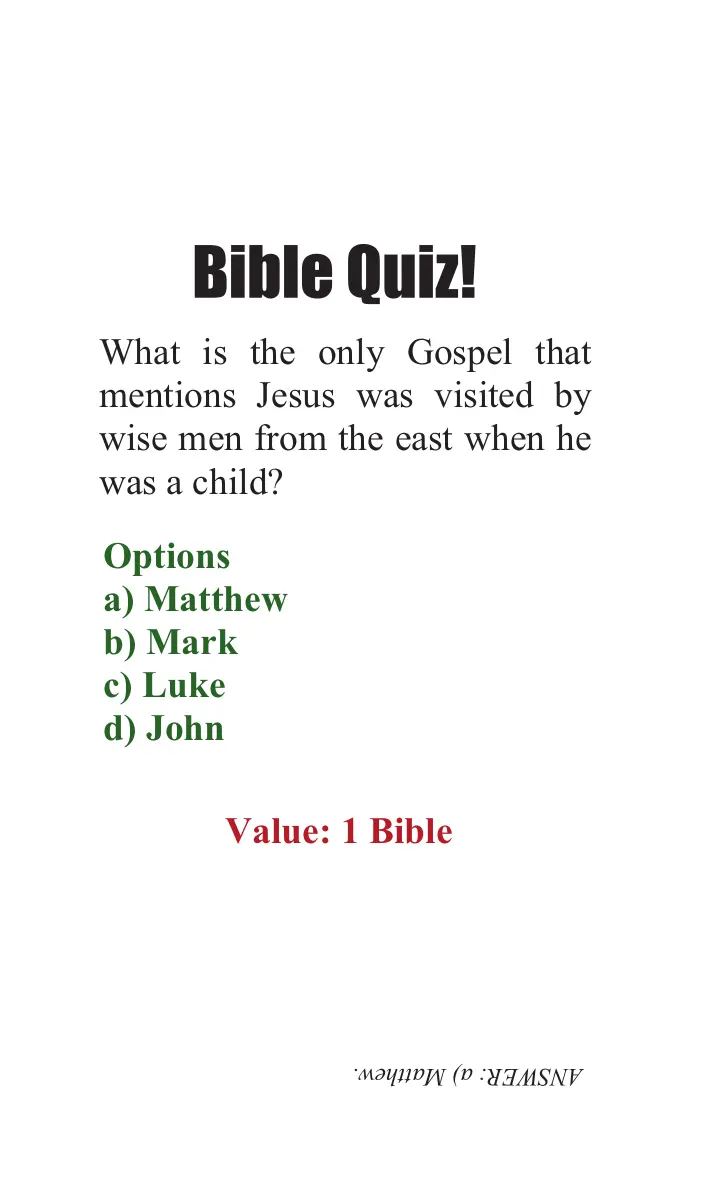 Bible Quiz!
What is the only Gospel that
mentions Jesus was visited by
wise men from the east when he
was a child?
Options
a) Matthew
b) Mark
c) Luke
d) John
Value: 1 Bible
ANSWER: a) Matthew.